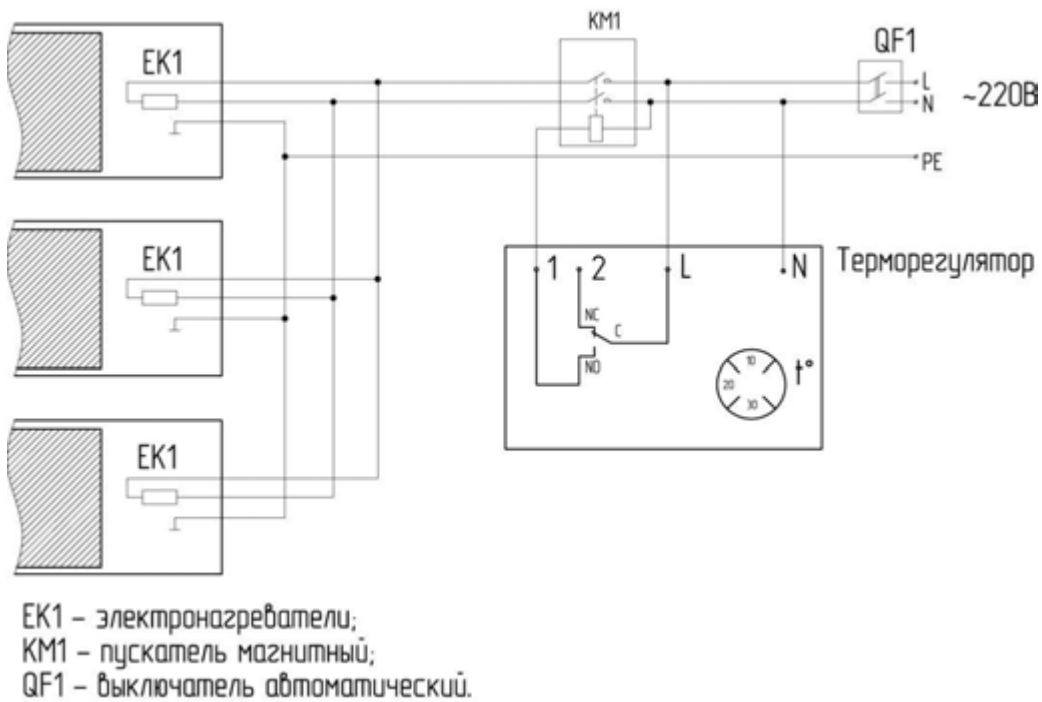 KM1
QF1
EK1
L
N
~220В
PE
EK1
1 2 L N
Терморегулятор
NC
C
NO
10
20
30
t°
EK1
EK1 – электронагреватели;
KM1 – пускатель магнитный;
QF1 – выключатель автоматический.